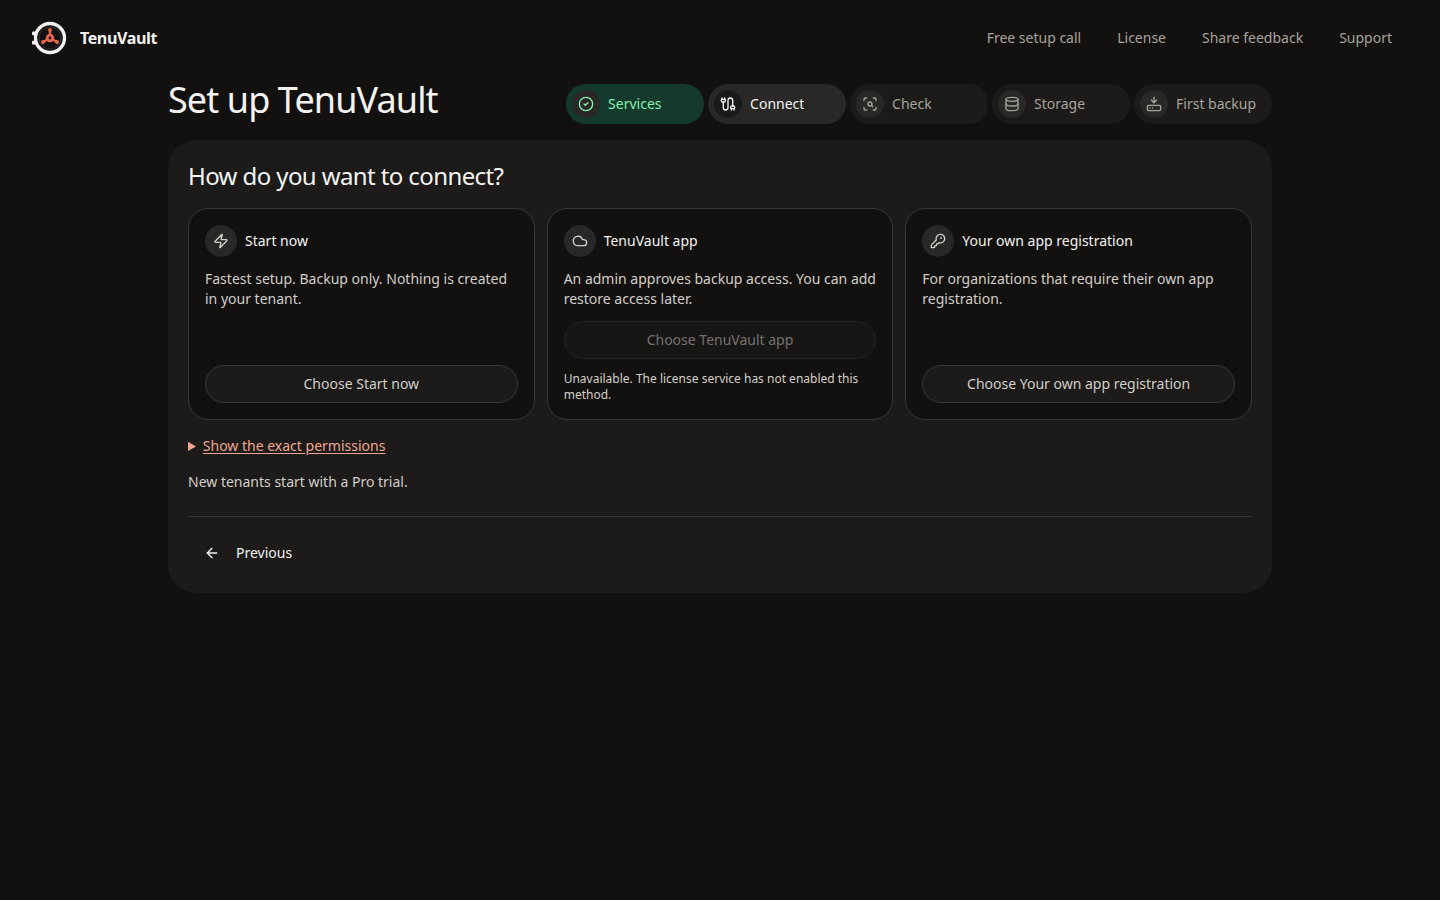 TenuVault
Free setup call
License
Share feedback
Support
Set up TenuVault
Services
Connect
Check
Storage
First backup
How do you want to connect?
Start now
Fastest setup. Backup only. Nothing is created
in your tenant.
Choose Start now
TenuVault app
An admin approves backup access. You can add
restore access later.
Choose TenuVault app
Unavailable. The license service has not enabled this
method.
Your own app registration
For organizations that require their own app
registration.
Choose Your own app registration
Show the exact permissions
New tenants start with a Pro trial.
Previous